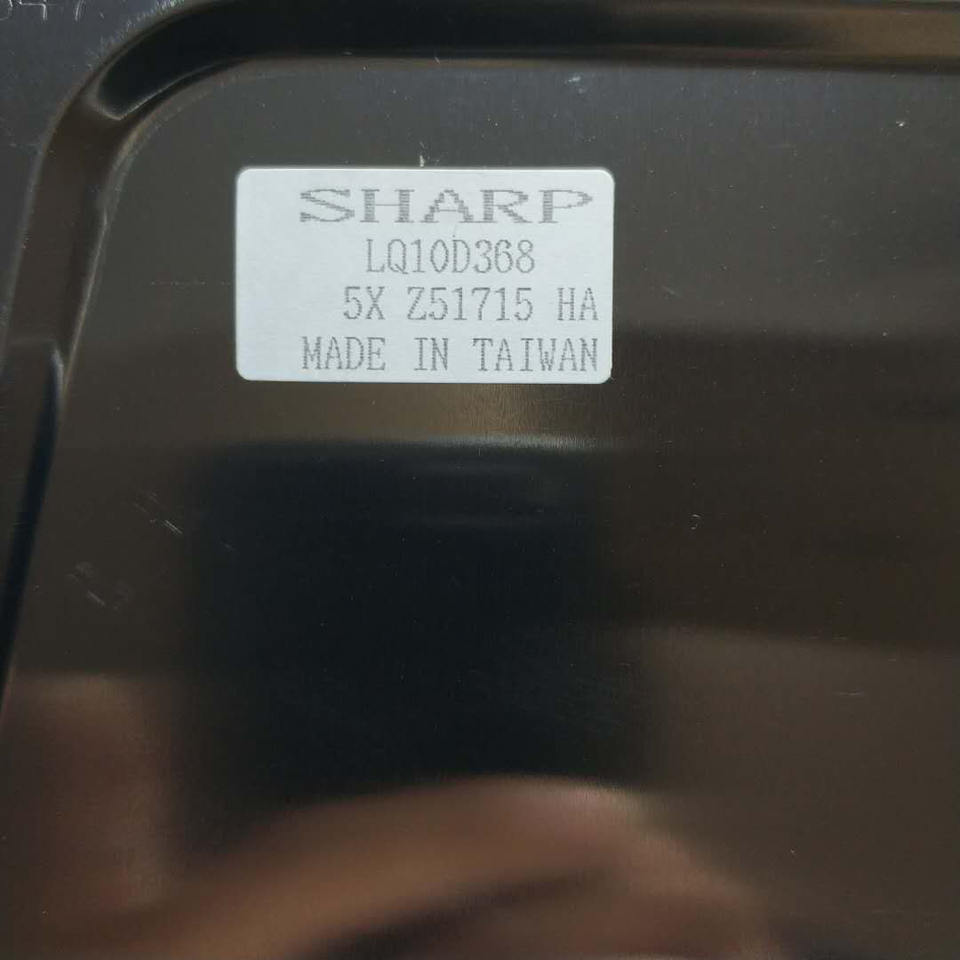 SHARP
LQ10D368
5X Z51715 HA
MADE IN TAIWAN